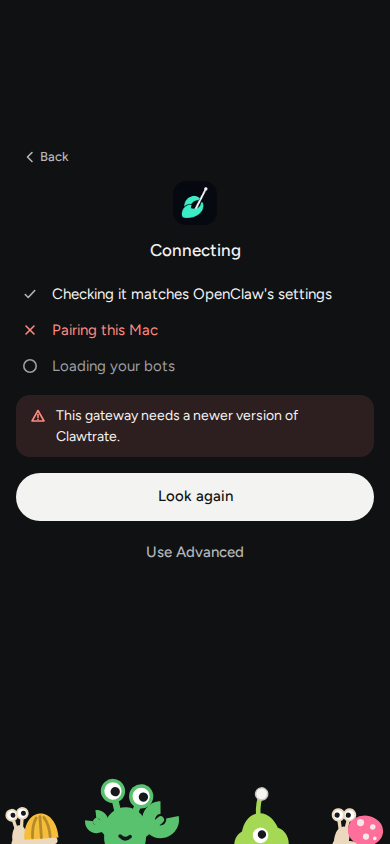 Back
Connecting
Checking it matches OpenClaw's settings
Pairing this Mac
Loading your bots
This gateway needs a newer version of
Clawtrate.
Look again
Use Advanced